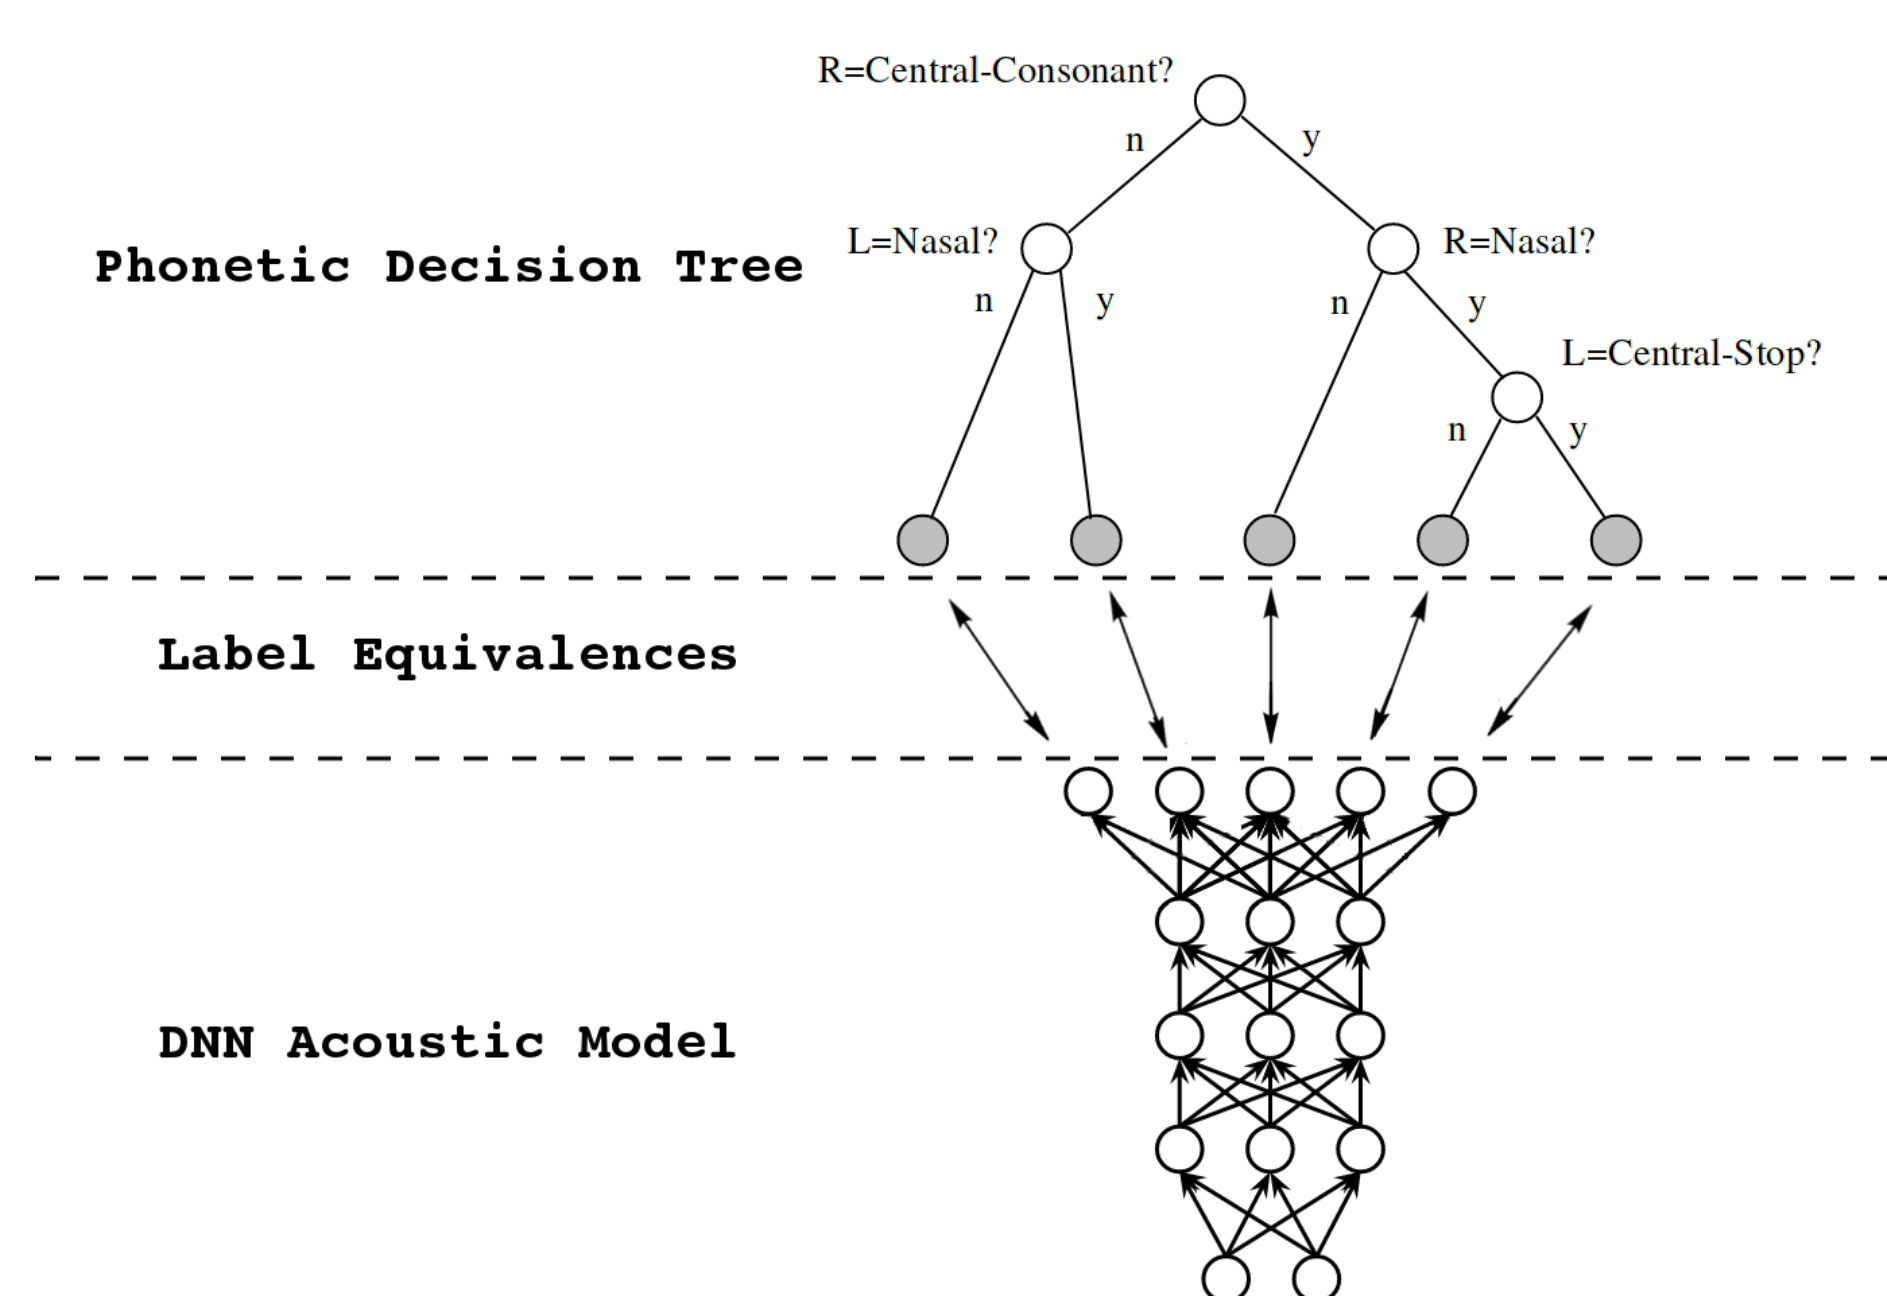 R=Central-Consonant?
n
y
Phonetic Decision Tree
L=Nasal?
R=Nasal?
n
y
n
y
L=Central-Stop?
n
y
Label Equivalences
DNN Acoustic Model